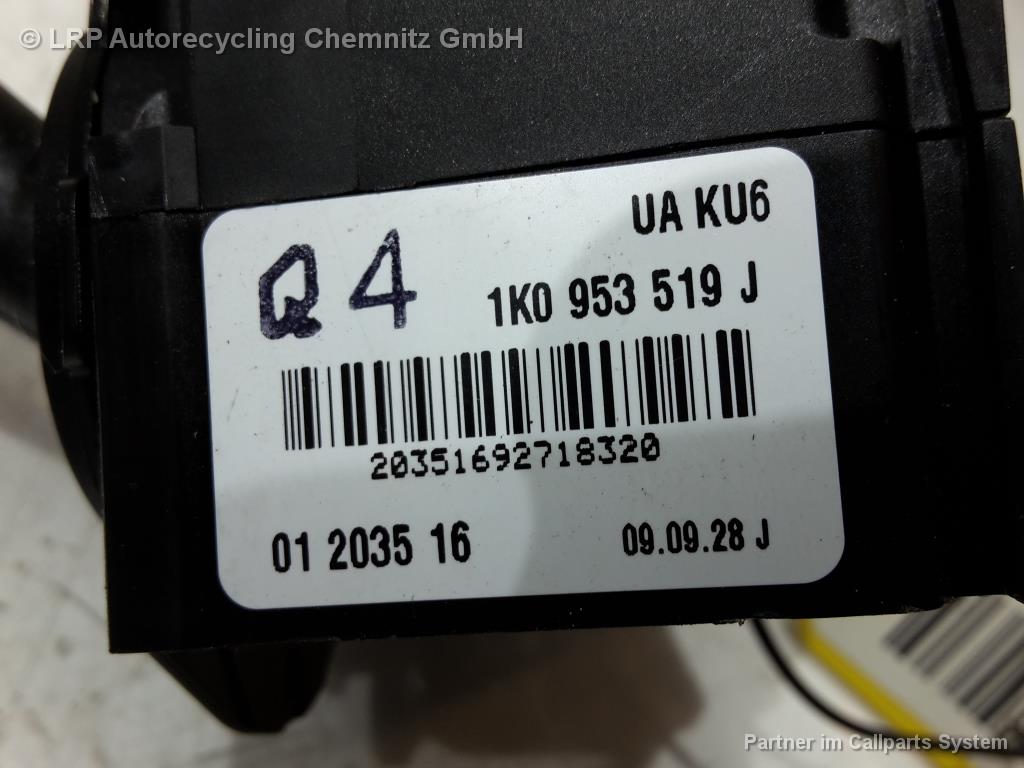 © LRP Autorecycling Chemnitz GmbH
UA KU6
Q 4
1K0 953 519 J
20351692718320
01 2035 16
09.09.28 J
Partner im Callparts System